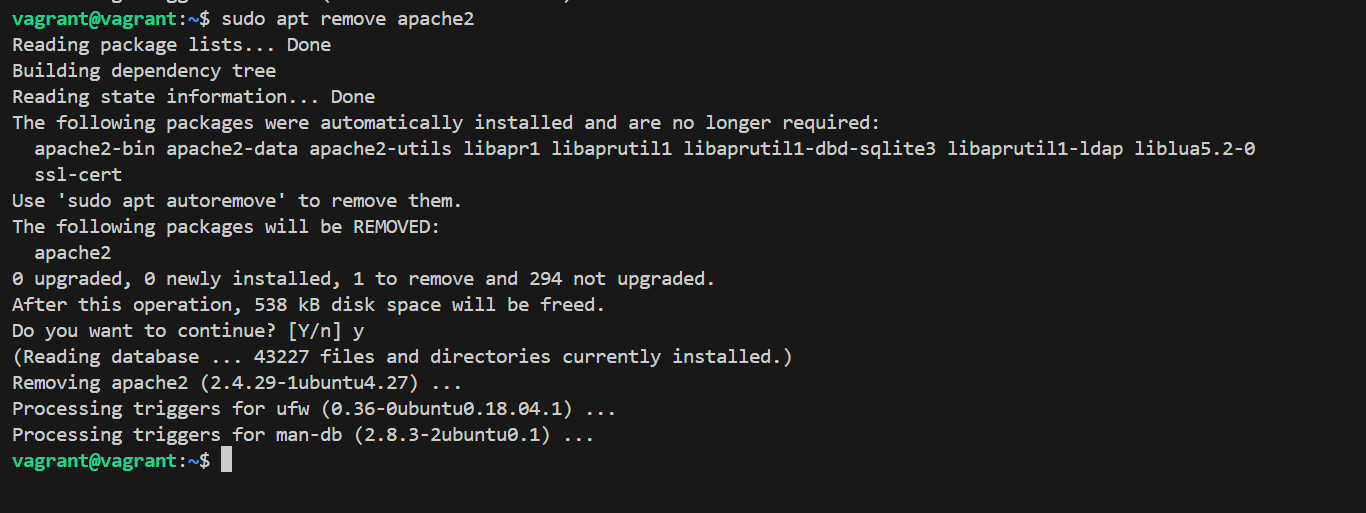 vagrant@vagrant:~$ sudo apt remove apache2
Reading package lists... Done
Building dependency tree
Reading state information... Done
The following packages were automatically installed and are no longer required:
  apache2-bin apache2-data apache2-utils libapr1 libaprutil1 libaprutil1-dbd-sqlite3 libaprutil1-ldap liblua5.2-0
  ssl-cert
Use 'sudo apt autoremove' to remove them.
The following packages will be REMOVED:
  apache2
0 upgraded, 0 newly installed, 1 to remove and 294 not upgraded.
After this operation, 538 kB disk space will be freed.
Do you want to continue? [Y/n] y
(Reading database ... 43227 files and directories currently installed.)
Removing apache2 (2.4.29-1ubuntu4.27) ...
Processing triggers for ufw (0.36-0ubuntu0.18.04.1) ...
Processing triggers for man-db (2.8.3-2ubuntu0.1) ...
vagrant@vagrant:~$